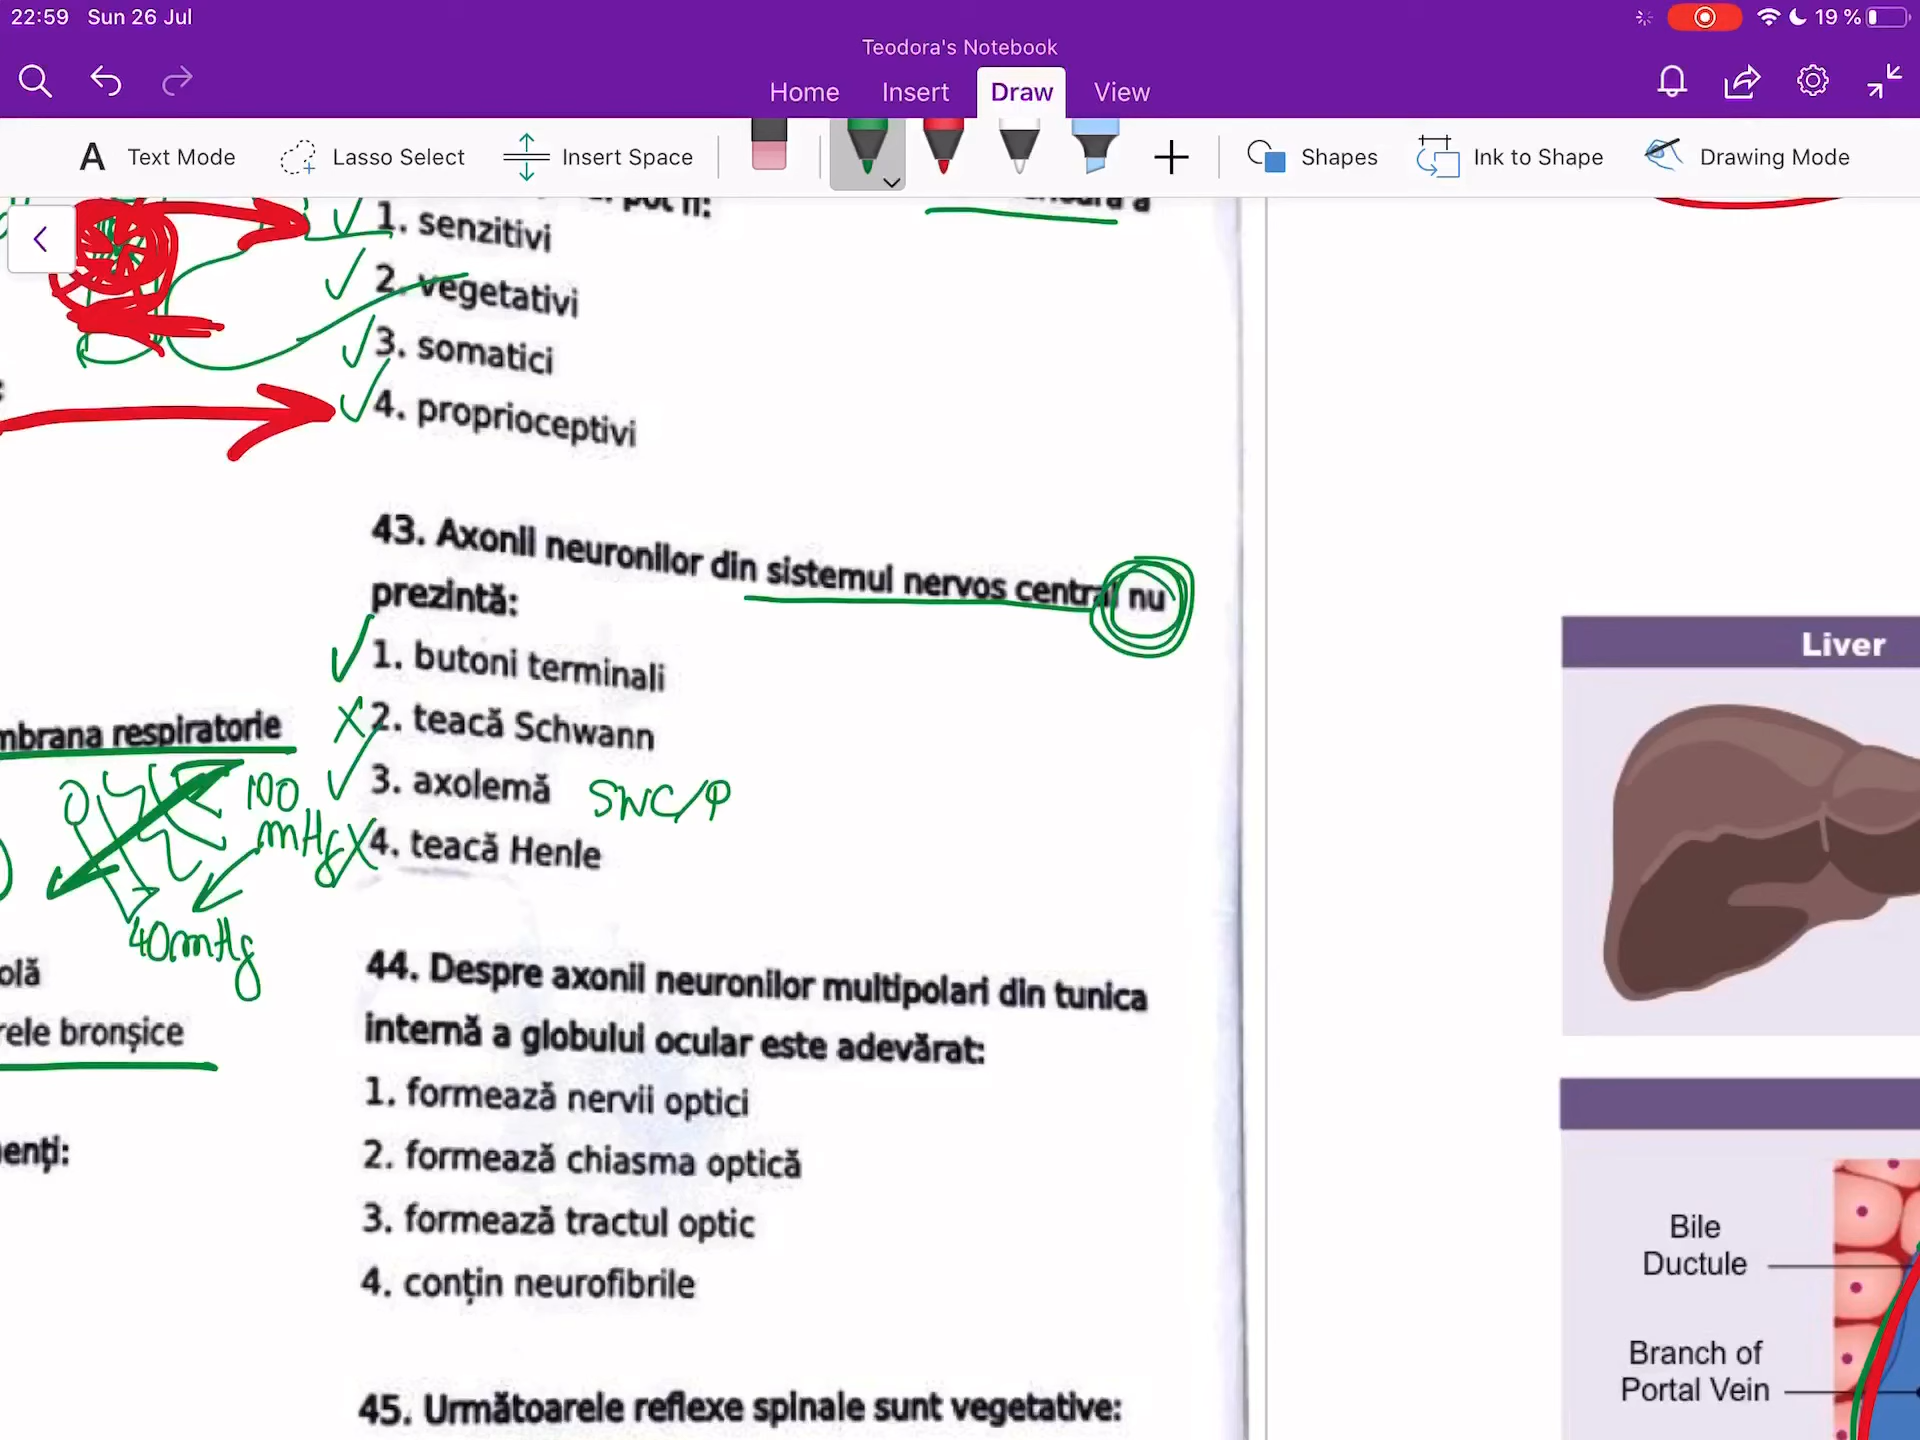 22:59 Sun 26 Jul
19 %
Teodora's Notebook
Home Insert Draw View
A Text Mode Lasso Select Insert Space Shapes Ink to Shape Drawing Mode
pot fi:
a
1. senzitivi
2. vegetativi
3. somatici
4. proprioceptivi
43. Axonii neuronilor din sistemul nervos central nu
prezintă:
1. butoni terminali
2. teacă Schwann
3. axolemă SNC/P
4. teacă Henle
mbrana respiratorie
100
mmHg
40mmHg
olă
rele bronșice
enți:
44. Despre axonii neuronilor multipolari din tunica
internă a globului ocular este adevărat:
1. formează nervii optici
2. formează chiasma optică
3. formează tractul optic
4. conțin neurofibrile
45. Următoarele reflexe spinale sunt vegetative:
Liver
Bile
Ductule
Branch of
Portal Vein